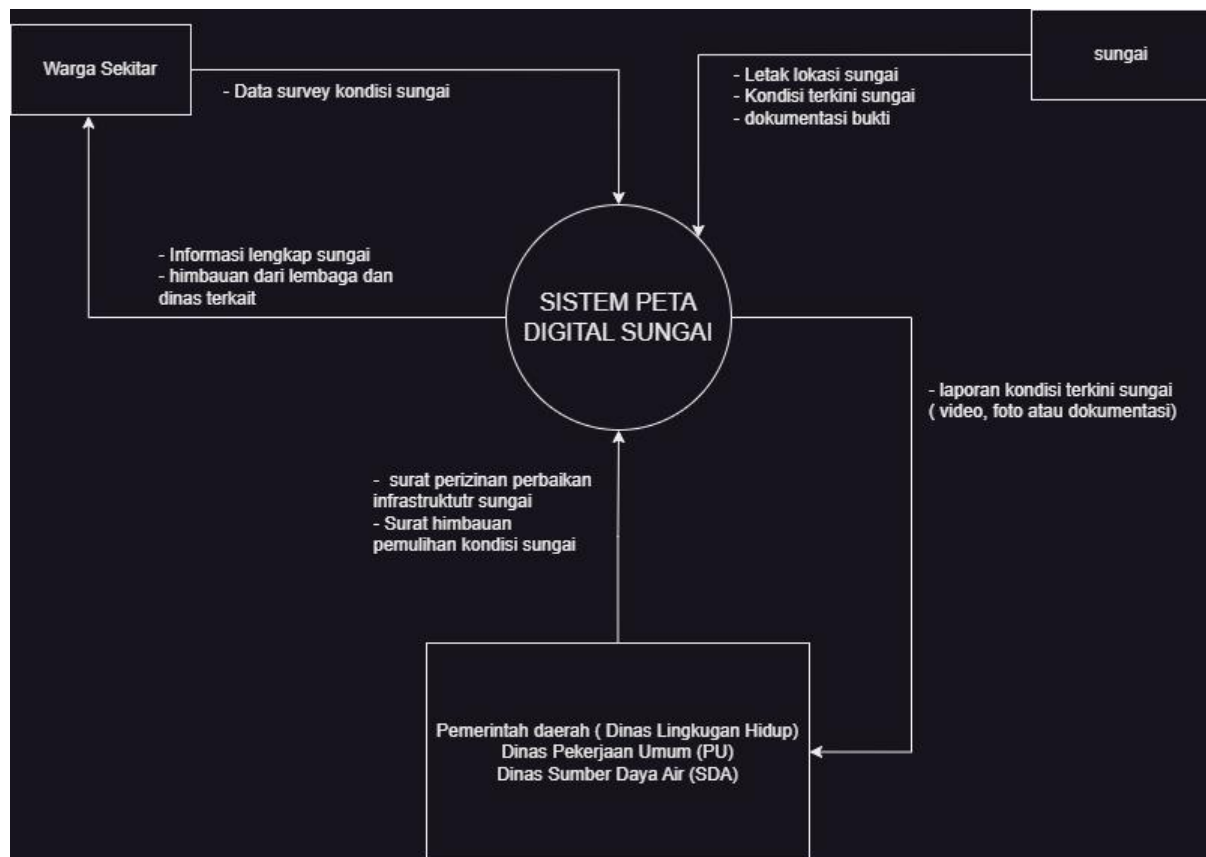 Warga Sekitar
- Data survey kondisi sungai
sungai
- Letak lokasi sungai
- Kondisi terkini sungai
- dokumentasi bukti
- Informasi lengkap sungai
- himbauan dari lembaga dan
dinas terkait
SISTEM PETA
DIGITAL SUNGAI
- laporan kondisi terkini sungai
( video, foto atau dokumentasi)
- surat perizinan perbaikan
infrastruktutr sungai
- Surat himbauan
pemulihan kondisi sungai
Pemerintah daerah ( Dinas Lingkugan Hidup)
Dinas Pekerjaan Umum (PU)
Dinas Sumber Daya Air (SDA)